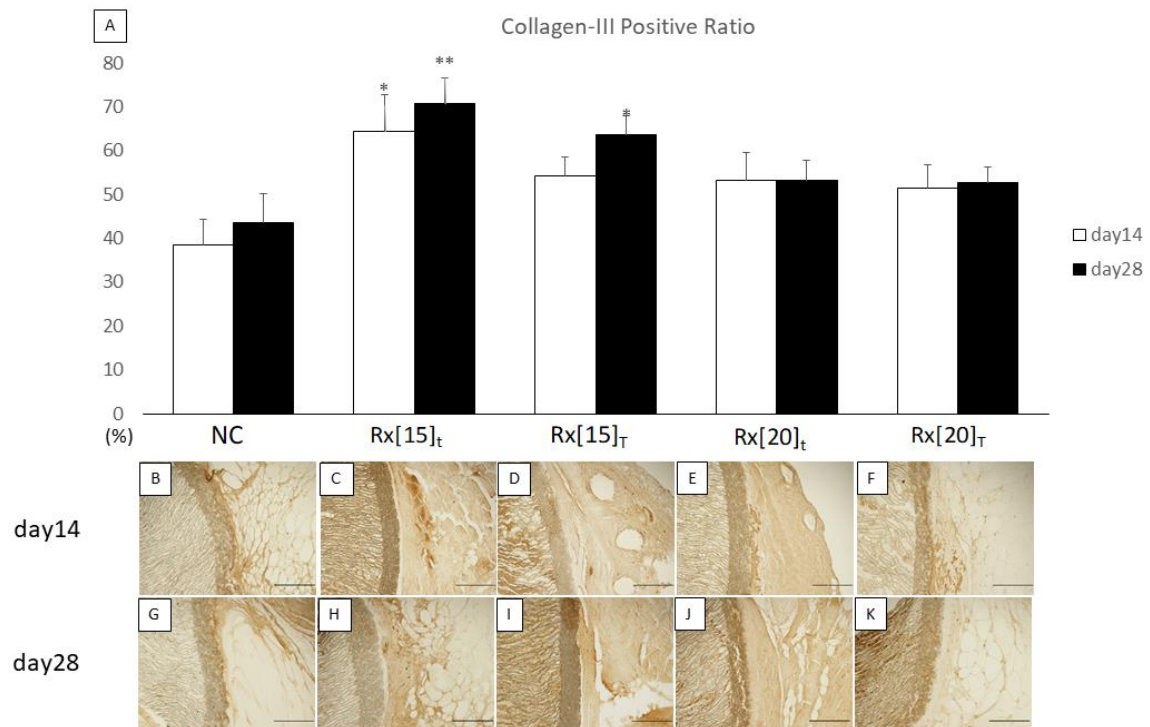 A
Collagen-III Positive Ratio
80
70
60
50
40
30
20
10
0
(%)
*
**
*
day14
day28
NC
Rx[15]t
Rx[15]T
Rx[20]t
Rx[20]T
day14
B
C
D
E
F
day28
G
H
I
J
K